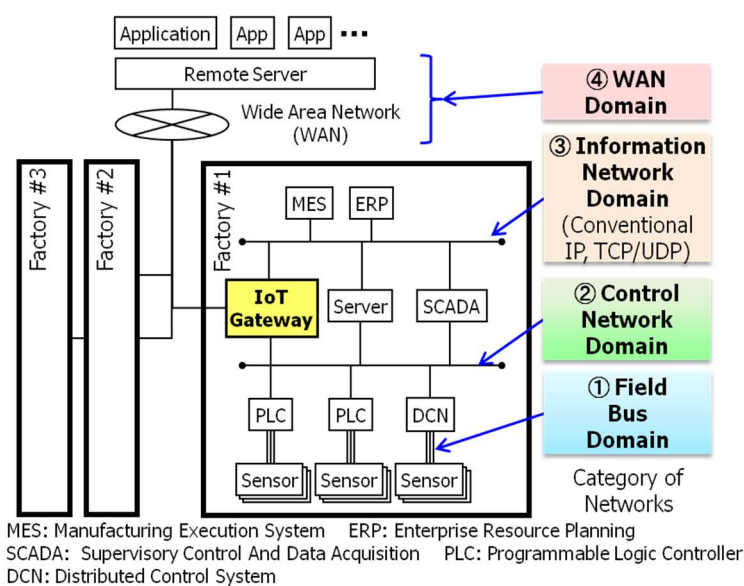 Application App App ...
Remote Server
Wide Area Network
(WAN)
④ WAN
Domain
③ Information
Network
Domain
(Conventional
IP, TCP/UDP)
② Control
Network
Domain
① Field
Bus
Domain
Category of
Networks
Factory #3
Factory #2
Factory #1
MES ERP
IoT
Gateway
Server SCADA
PLC PLC DCN
Sensor Sensor Sensor
MES: Manufacturing Execution System ERP: Enterprise Resource Planning
SCADA: Supervisory Control And Data Acquisition PLC: Programmable Logic Controller
DCN: Distributed Control System